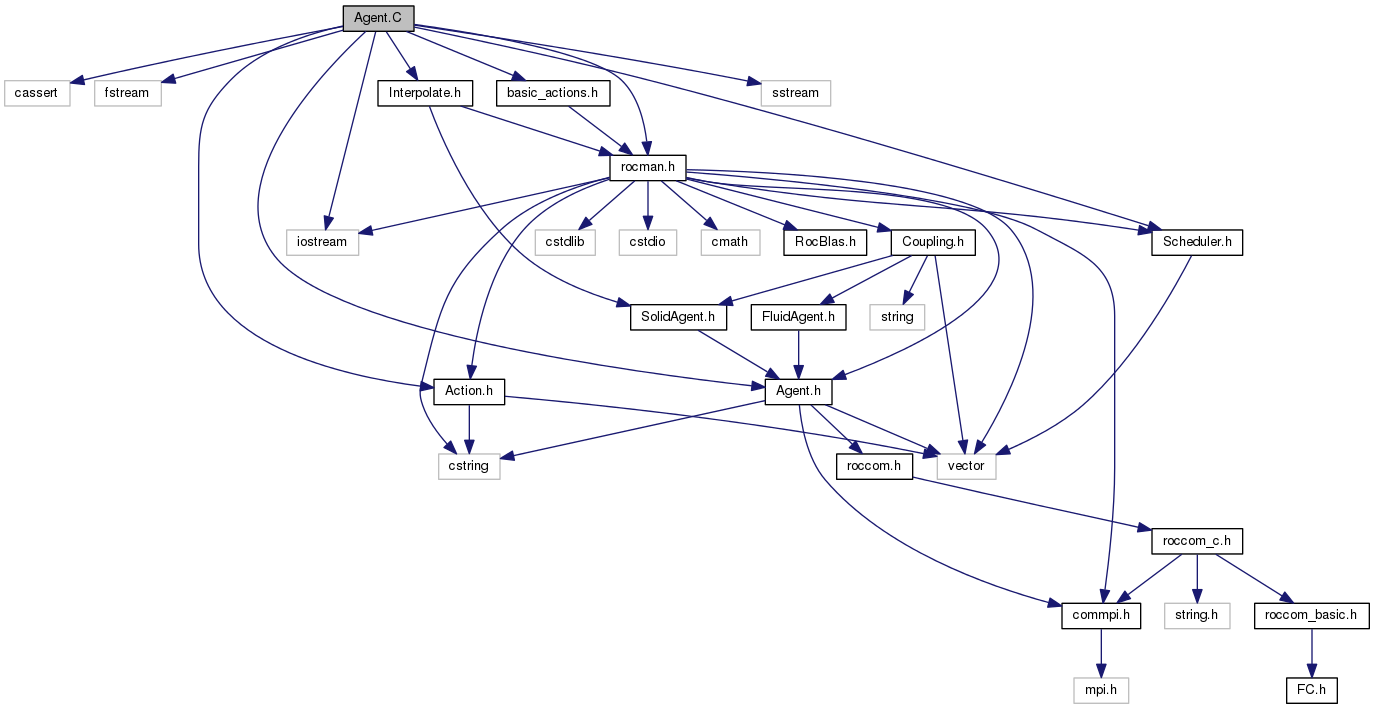 Agent.C
cassert
fstream
Interpolate.h
basic_actions.h
sstream
rocman.h
iostream
cstdlib
cstdio
cmath
RocBlas.h
Coupling.h
Scheduler.h
SolidAgent.h
FluidAgent.h
string
Action.h
Agent.h
cstring
roccom.h
vector
roccom_c.h
commpi.h
string.h
roccom_basic.h
mpi.h
FC.h